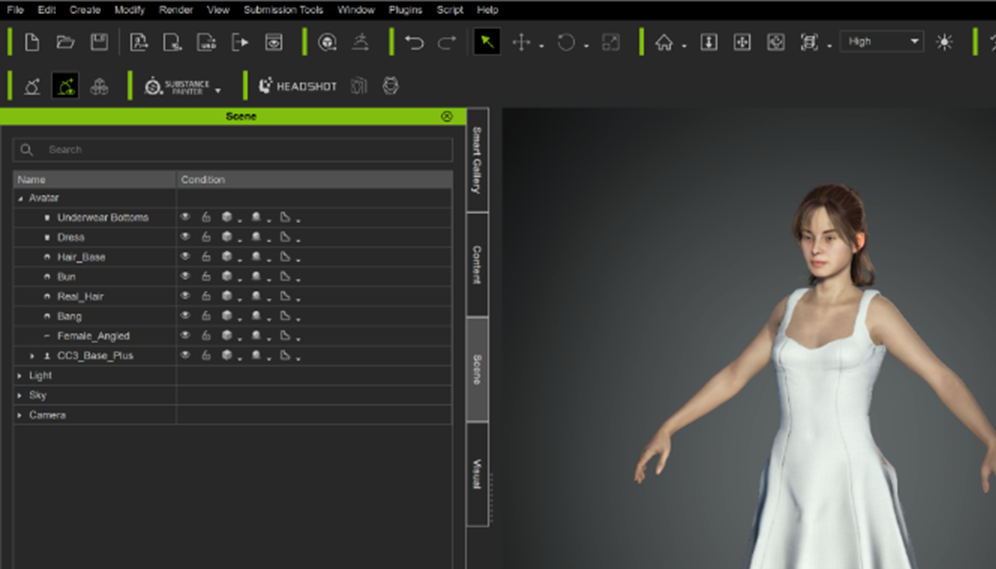 File Edit Create Modify Render View Submission Tools Window Plugins Script Help
High
SUBSTANCE PAINTER HEADSHOT
Scene
Search
Name Condition
Avatar
Underwear Bottoms
Dress
Hair_Base
Bun
Real_Hair
Bang
Female_Angled
CC3_Base_Plus
Light
Sky
Camera
Smart Gallery
Content
Scene
Visual